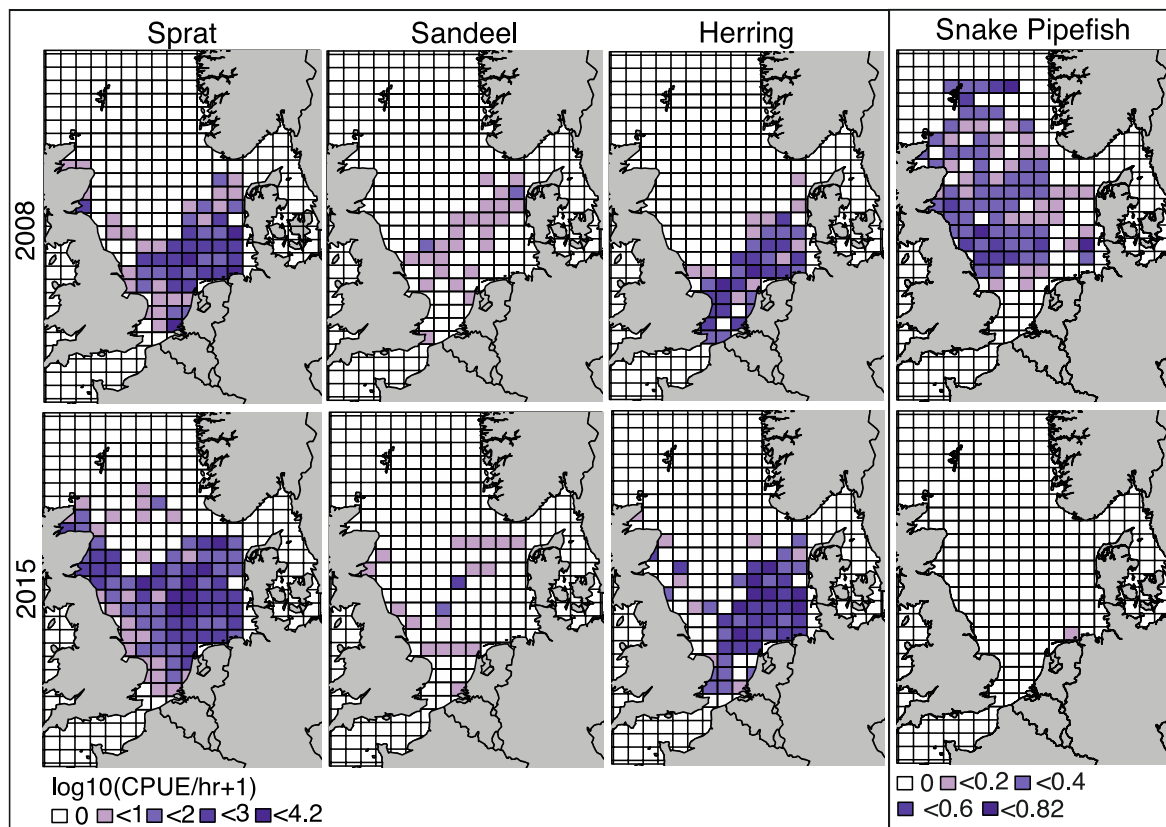 Sprat Sandeel Herring Snake Pipefish
2008
2015
log10(CPUE/hr+1)
0 <1 <2 <3 <4.2
0 <0.2 <0.4
<0.6 <0.82